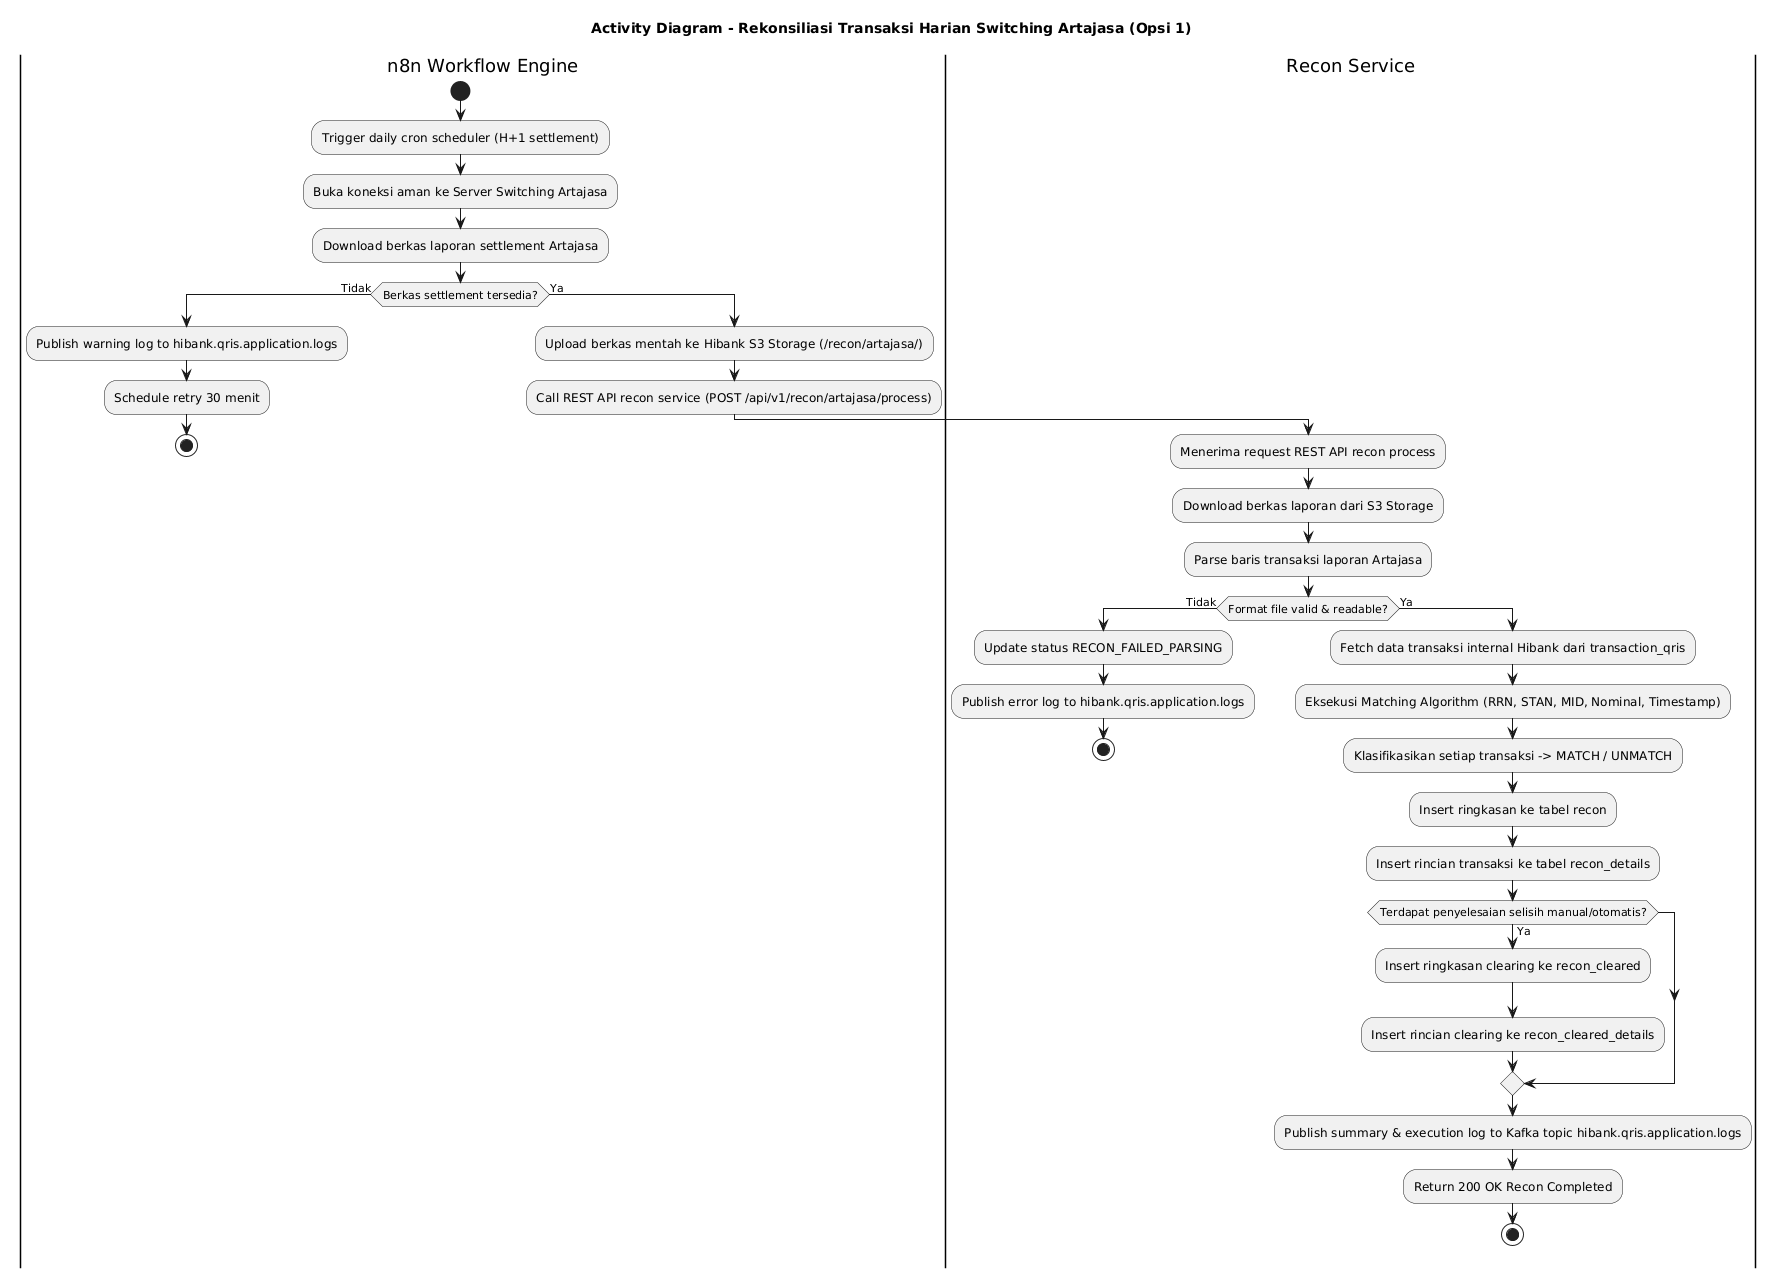 Activity Diagram - Rekonsiliasi Transaksi Harian Switching Artajasa (Opsi 1)
n8n Workflow Engine
Recon Service
Trigger daily cron scheduler (H+1 settlement)
Buka koneksi aman ke Server Switching Artajasa
Download berkas laporan settlement Artajasa
Berkas settlement tersedia?
Tidak
Ya
Publish warning log to hibank.qris.application.logs
Schedule retry 30 menit
Upload berkas mentah ke Hibank S3 Storage (/recon/artajasa/)
Call REST API recon service (POST /api/v1/recon/artajasa/process)
Menerima request REST API recon process
Download berkas laporan dari S3 Storage
Parse baris transaksi laporan Artajasa
Format file valid & readable?
Tidak
Ya
Update status RECON_FAILED_PARSING
Publish error log to hibank.qris.application.logs
Fetch data transaksi internal Hibank dari transaction_qris
Eksekusi Matching Algorithm (RRN, STAN, MID, Nominal, Timestamp)
Klasifikasikan setiap transaksi -> MATCH / UNMATCH
Insert ringkasan ke tabel recon
Insert rincian transaksi ke tabel recon_details
Terdapat penyelesaian selisih manual/otomatis?
Ya
Insert ringkasan clearing ke recon_cleared
Insert rincian clearing ke recon_cleared_details
Publish summary & execution log to Kafka topic hibank.qris.application.logs
Return 200 OK Recon Completed